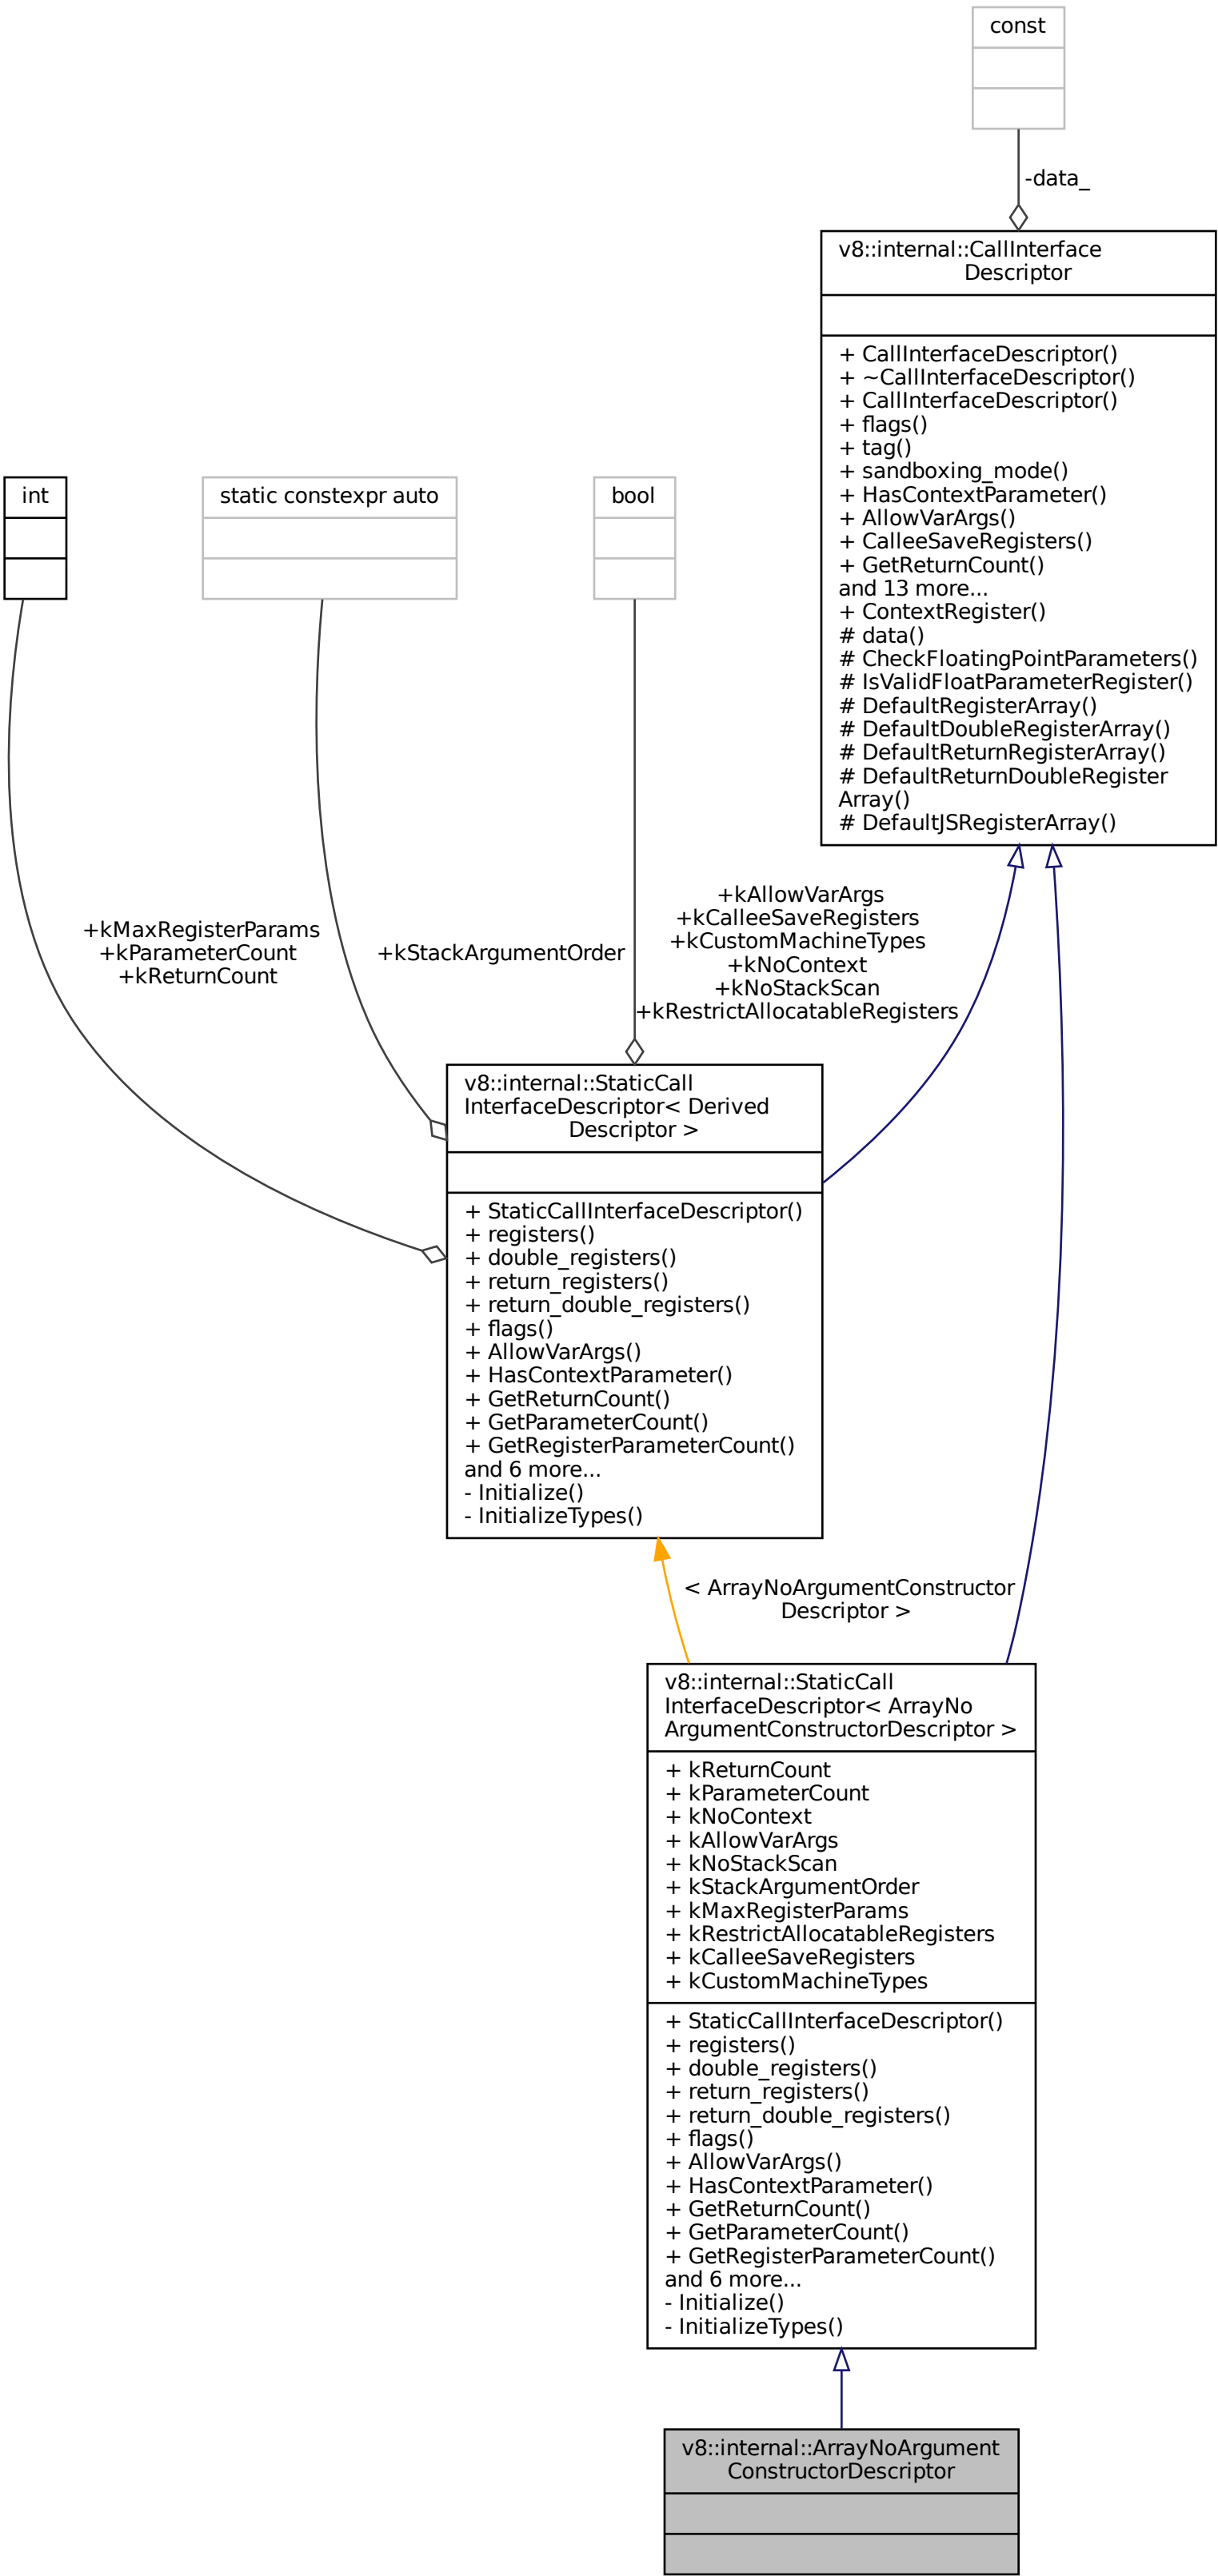 const
-data_
v8::internal::CallInterface
Descriptor
+ CallInterfaceDescriptor()
+ ~CallInterfaceDescriptor()
+ CallInterfaceDescriptor()
+ flags()
+ tag()
+ sandboxing_mode()
+ HasContextParameter()
+ AllowVarArgs()
+ CalleeSaveRegisters()
+ GetReturnCount()
and 13 more...
+ ContextRegister()
# data()
# CheckFloatingPointParameters()
# IsValidFloatParameterRegister()
# DefaultRegisterArray()
# DefaultDoubleRegisterArray()
# DefaultReturnRegisterArray()
# DefaultReturnDoubleRegister
Array()
# DefaultJSRegisterArray()
int
static constexpr auto
bool
+kMaxRegisterParams
+kParameterCount
+kReturnCount
+kStackArgumentOrder
+kAllowVarArgs
+kCalleeSaveRegisters
+kCustomMachineTypes
+kNoContext
+kNoStackScan
+kRestrictAllocatableRegisters
v8::internal::StaticCall
InterfaceDescriptor< Derived
Descriptor >
+ StaticCallInterfaceDescriptor()
+ registers()
+ double_registers()
+ return_registers()
+ return_double_registers()
+ flags()
+ AllowVarArgs()
+ HasContextParameter()
+ GetReturnCount()
+ GetParameterCount()
+ GetRegisterParameterCount()
and 6 more...
- Initialize()
- InitializeTypes()
< ArrayNoArgumentConstructor
Descriptor >
v8::internal::StaticCall
InterfaceDescriptor< ArrayNo
ArgumentConstructorDescriptor >
+ kReturnCount
+ kParameterCount
+ kNoContext
+ kAllowVarArgs
+ kNoStackScan
+ kStackArgumentOrder
+ kMaxRegisterParams
+ kRestrictAllocatableRegisters
+ kCalleeSaveRegisters
+ kCustomMachineTypes
+ StaticCallInterfaceDescriptor()
+ registers()
+ double_registers()
+ return_registers()
+ return_double_registers()
+ flags()
+ AllowVarArgs()
+ HasContextParameter()
+ GetReturnCount()
+ GetParameterCount()
+ GetRegisterParameterCount()
and 6 more...
- Initialize()
- InitializeTypes()
v8::internal::ArrayNoArgument
ConstructorDescriptor